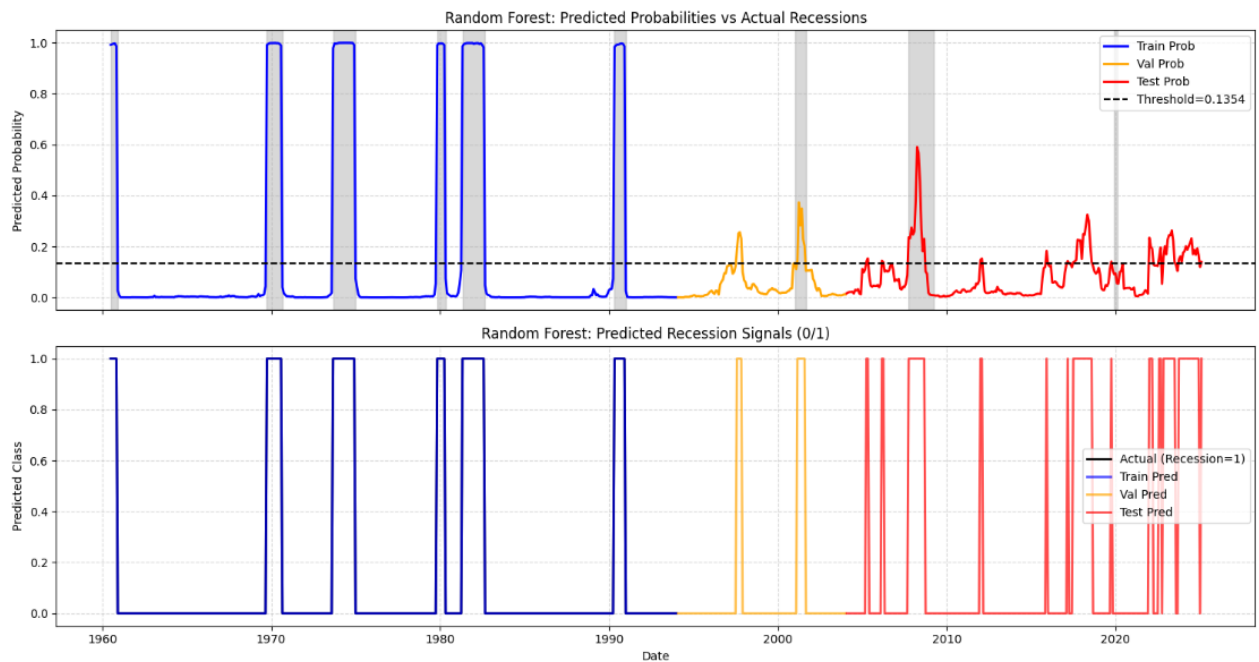 Random Forest: Predicted Probabilities vs Actual Recessions
1.0
0.8
0.6
0.4
0.2
0.0
Predicted Probability
Train Prob
Val Prob
Test Prob
Threshold=0.1354
Random Forest: Predicted Recession Signals (0/1)
1.0
0.8
0.6
0.4
0.2
0.0
Predicted Class
Actual (Recession=1)
Train Pred
Val Pred
Test Pred
1960 1970 1980 1990 2000 2010 2020
Date